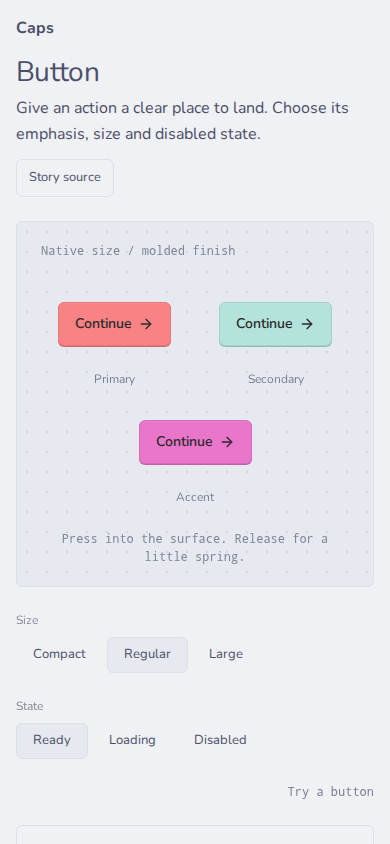 Caps
Button
Give an action a clear place to land. Choose its
emphasis, size and disabled state.
Story source
Native size / molded finish
Continue →
Continue →
Primary
Secondary
Continue →
Accent
Press into the surface. Release for a
little spring.
Size
Compact
Regular
Large
State
Ready
Loading
Disabled
Try a button